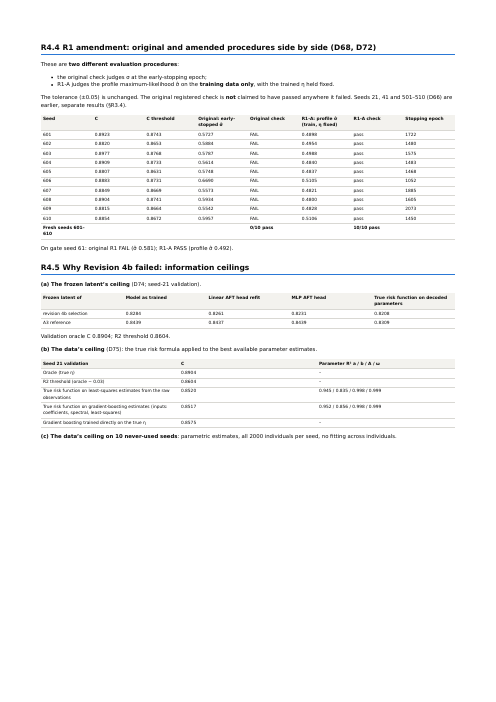 R4.4 R1 amendment: original and amended procedures side by side (D68, D72)
These are two different evaluation procedures:
• the original check judges σ at the early-stopping epoch;
• R1-A judges the profile maximum-likelihood σ̂ on the training data only, with the trained η held fixed.
The tolerance (±0.05) is unchanged. The original registered check is not claimed to have passed anywhere it failed. Seeds 21, 41 and 501–510 (D66) are
earlier, separate results (§R3.4).
Seed C C threshold Original: early-stopped σ̂ Original check R1-A: profile σ̂ (train, η fixed) R1-A check Stopping epoch
601 0.8923 0.8743 0.5727 FAIL 0.4898 pass 1722
602 0.8820 0.8653 0.5884 FAIL 0.4954 pass 1480
603 0.8977 0.8768 0.5787 FAIL 0.4988 pass 1575
604 0.8909 0.8733 0.5614 FAIL 0.4840 pass 1483
605 0.8807 0.8631 0.5748 FAIL 0.4837 pass 1468
606 0.8883 0.8731 0.6690 FAIL 0.5105 pass 1052
607 0.8849 0.8669 0.5573 FAIL 0.4821 pass 1885
608 0.8904 0.8741 0.5934 FAIL 0.4800 pass 1605
609 0.8815 0.8664 0.5542 FAIL 0.4828 pass 2073
610 0.8854 0.8672 0.5957 FAIL 0.5106 pass 1450
Fresh seeds 601–610 0/10 pass 10/10 pass
On gate seed 61: original R1 FAIL (σ̂ 0.581); R1-A PASS (profile σ̂ 0.492).
R4.5 Why Revision 4b failed: information ceilings
(a) The frozen latent's ceiling (D74; seed-21 validation).
Frozen latent of Model as trained Linear AFT head refit MLP AFT head True risk function on decoded parameters
revision 4b selection 0.8284 0.8261 0.8231 0.8208
A3 reference 0.8439 0.8437 0.8439 0.8309
Validation oracle C 0.8904; R2 threshold 0.8604.
(b) The data's ceiling (D75): the true risk formula applied to the best available parameter estimates.
Seed 21 validation C Parameter R² a / b / A / ω
Oracle (true η) 0.8904 –
R2 threshold (oracle − 0.03) 0.8604 –
True risk function on least-squares estimates from the raw observations 0.8523 0.945 / 0.835 / 0.998 / 0.999
True risk function on gradient-boosting estimates (inputs: coefficients, spectral, least-squares) 0.8517 0.952 / 0.856 / 0.998 / 0.999
Gradient boosting trained directly on the true η 0.8575 –
(c) The data's ceiling on 10 never-used seeds: parametric estimates, all 2000 individuals per seed, no fitting across individuals.